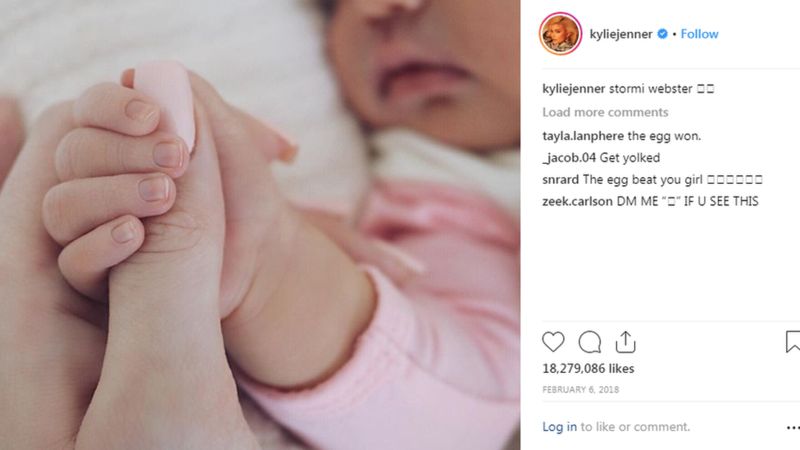 kyliejenner • Follow
kyliejenner stormi webster
Load more comments
tayla.lanphere the egg won.
_jacob.04 Get yolked
snrard The egg beat you girl
zeek.carlson DM ME "▯" IF U SEE THIS
18,279,086 likes
FEBRUARY 6, 2018
Log in to like or comment.